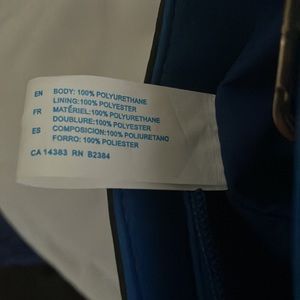 EN BODY: 100% POLYURETHANE
LINING: 100% POLYESTER
FR MATÉRIEL: 100% POLYURETHANE
DOUBLURE: 100% POLYESTER
ES COMPOSICION: 100% POLIURETANO
FORRO: 100% POLIESTER
CA 14383 RN B2384